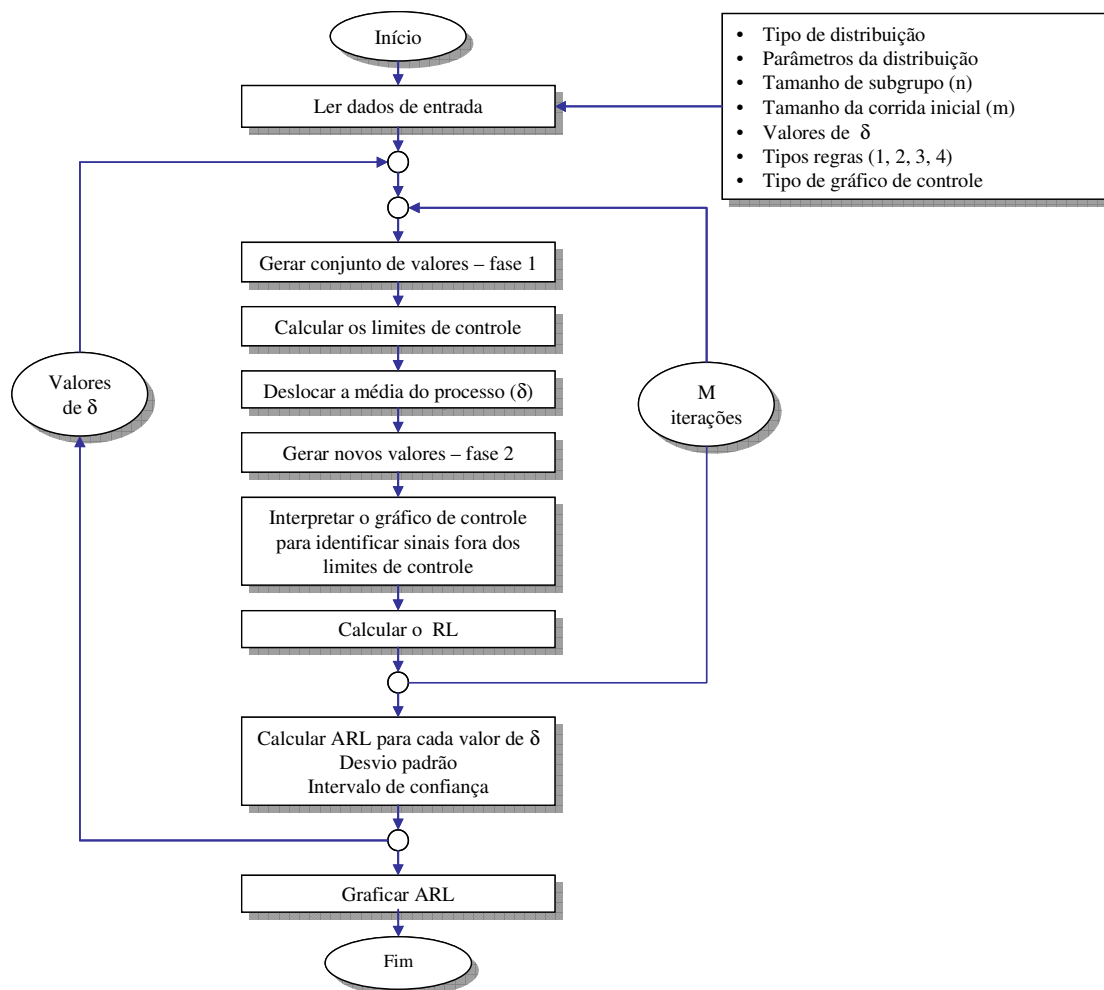 Início
• Tipo de distribuição
• Parâmetros da distribuição
• Tamanho de subgrupo (n)
• Tamanho da corrida inicial (m)
• Valores de δ
• Tipos regras (1, 2, 3, 4)
• Tipo de gráfico de controle
Ler dados de entrada
Gerar conjunto de valores – fase 1
Calcular os limites de controle
Deslocar a média do processo (δ)
Gerar novos valores – fase 2
Interpretar o gráfico de controle
para identificar sinais fora dos
limites de controle
Calcular o RL
Valores
de δ
M
iterações
Calcular ARL para cada valor de δ
Desvio padrão
Intervalo de confiança
Graficar ARL
Fim